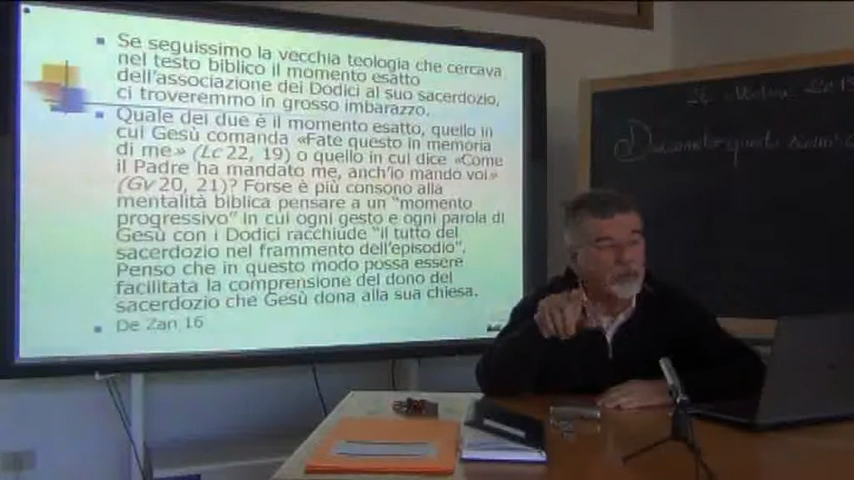 Se seguissimo la vecchia teologia che cercava
nel testo biblico il momento esatto
dell'associazione dei Dodici al suo sacerdozio,
ci troveremmo in grosso imbarazzo.
Quale dei due è il momento esatto, quello in
cui Gesù comanda «Fate questo in memoria
di me» (Lc 22, 19) o quello in cui dice «Come
il Padre ha mandato me, anch'io mando voi»
(Gv 20, 21)? Forse è più consono alla
mentalità biblica pensare a un "momento
progressivo" in cui ogni gesto e ogni parola di
Gesù con i Dodici racchiude "il tutto del
sacerdozio nel frammento dell'episodio".
Penso che in questo modo possa essere
facilitata la comprensione del dono del
sacerdozio che Gesù dona alla sua chiesa.
De Zan 16